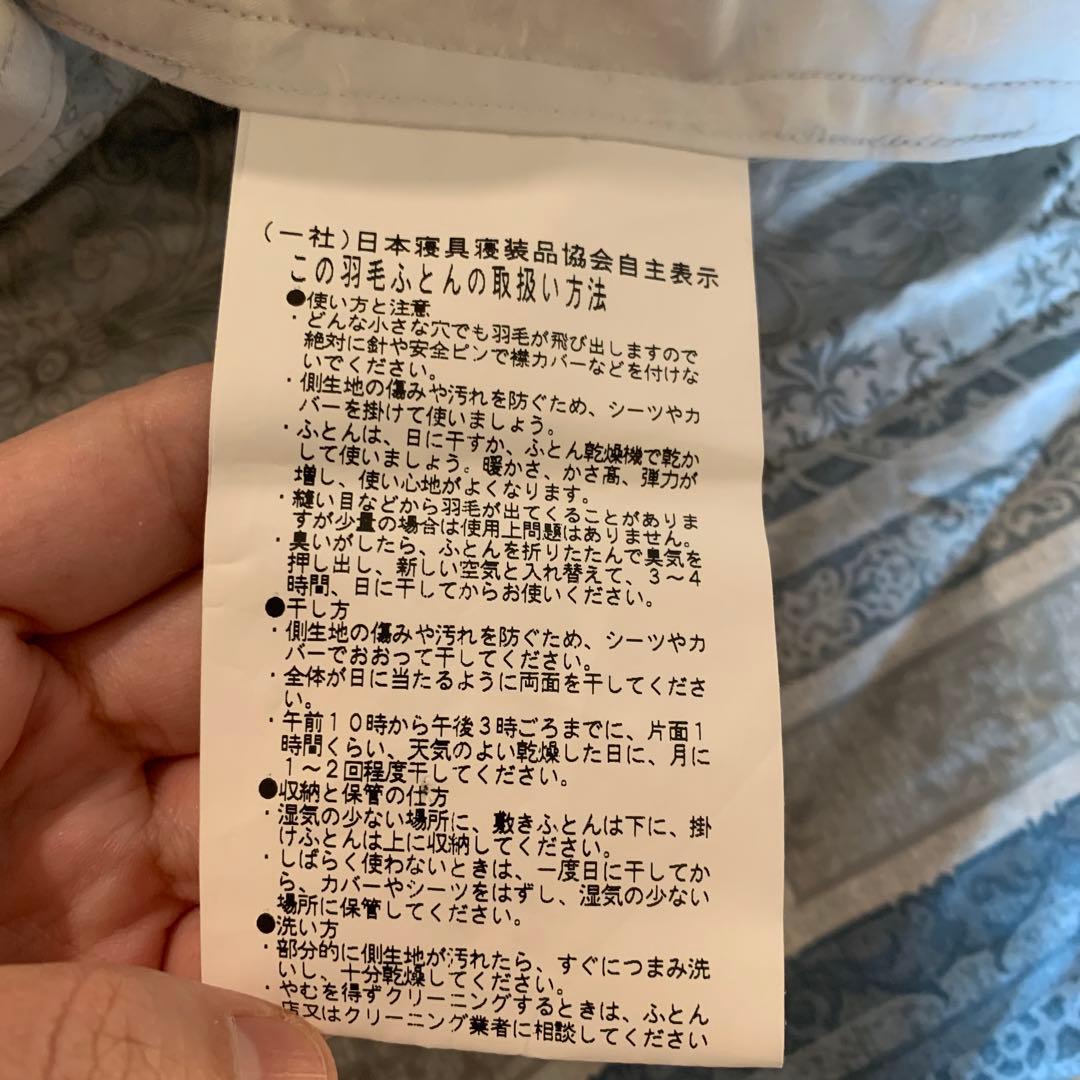 (一社)日本寝具寝装品協会自主表示
この羽毛ふとんの取扱い方法
●使い方と注意
・どんな小さな穴でも羽毛が飛び出しますので
絶対に針や安全ピンで襟カバーなどを付けな
いでください。
・側生地の傷みや汚れを防ぐため、シーツやカ
バーを掛けて使いましょう。
・ふとんは、日に干すか、ふとん乾燥機で乾か
して使いましょう。暖かさ、かさ高、弾力が
増し、使い心地がよくなります。
・縫い目などから羽毛が出てくることがありま
すが少量の場合は使用上問題はありません。
・臭いがしたら、ふとんを折りたたんで臭気を
押し出し、新しい空気と入れ替えて、3～4
時間、日に干してからお使いください。
●干し方
・側生地の傷みや汚れを防ぐため、シーツやカ
バーでおおって干してください。
・全体が日に当たるように両面を干してくださ
い。
・午前10時から午後3時ごろまでに、片面1
時間くらい、天気のよい乾燥した日に、月に
1～2回程度干してください。
●収納と保管の仕方
・湿気の少ない場所に、敷きふとんは下に、掛
けふとんは上に収納してください。
・しばらく使わないときは、一度日に干してか
ら、カバーやシーツをはずし、湿気の少ない
場所に保管してください。
●洗い方
・部分的に側生地が汚れたら、すぐにつまみ洗
いし、十分乾燥してください。
・やむを得ずクリーニングするときは、ふとん
店又はクリーニング業者に相談してください